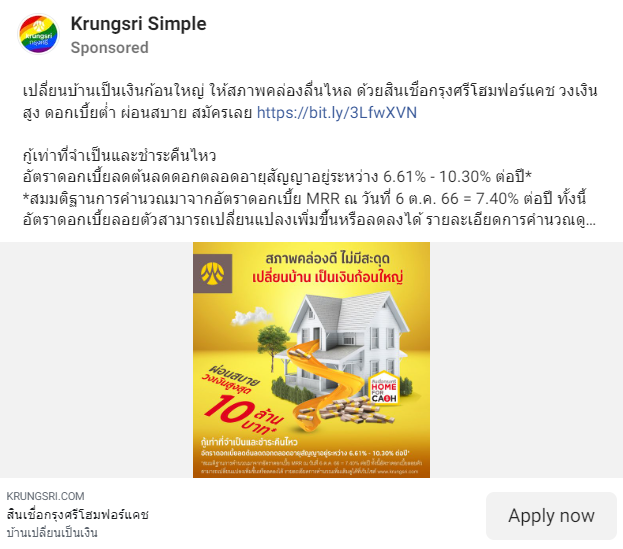 Krungsri Simple
Sponsored
เปลี่ยนบ้านเป็นเงินก้อนใหญ่ ให้สภาพคล่องลื่นไหล ด้วยสินเชื่อกรุงศรีโฮมฟอร์แคช วงเงิน
สูง ดอกเบี้ยต่ำ ผ่อนสบาย สมัครเลย https://bit.ly/3LfwXVN
กู้เท่าที่จำเป็นและชำระคืนไหว
อัตราดอกเบี้ยลดต้นลดดอกตลอดอายุสัญญาอยู่ระหว่าง 6.61% - 10.30% ต่อปี*
*สมมติฐานการคำนวณมาจากอัตราดอกเบี้ย MRR ณ วันที่ 6 ต.ค. 66 = 7.40% ต่อปี ทั้งนี้
อัตราดอกเบี้ยลอยตัวสามารถเปลี่ยนแปลงเพิ่มขึ้นหรือลดลงได้ รายละเอียดการคำนวณดู...
krungsri
กรุงศรี
สภาพคล่องดี ไม่มีสะดุด
เปลี่ยนบ้าน เป็นเงินก้อนใหญ่
ผ่อนสบาย
วงเงินสูงสุด
10 ล้าน
บาท*
สินเชื่อกรุงศรี
HOME
FOR
CA$H
กู้เท่าที่จำเป็นและชำระคืนไหว
อัตราดอกเบี้ยลดต้นลดดอกตลอดอายุสัญญาอยู่ระหว่าง 6.61% - 10.30% ต่อปี*
KRUNGSRI.COM
สินเชื่อกรุงศรีโฮมฟอร์แคช
บ้านเปลี่ยนเป็นเงิน
Apply now